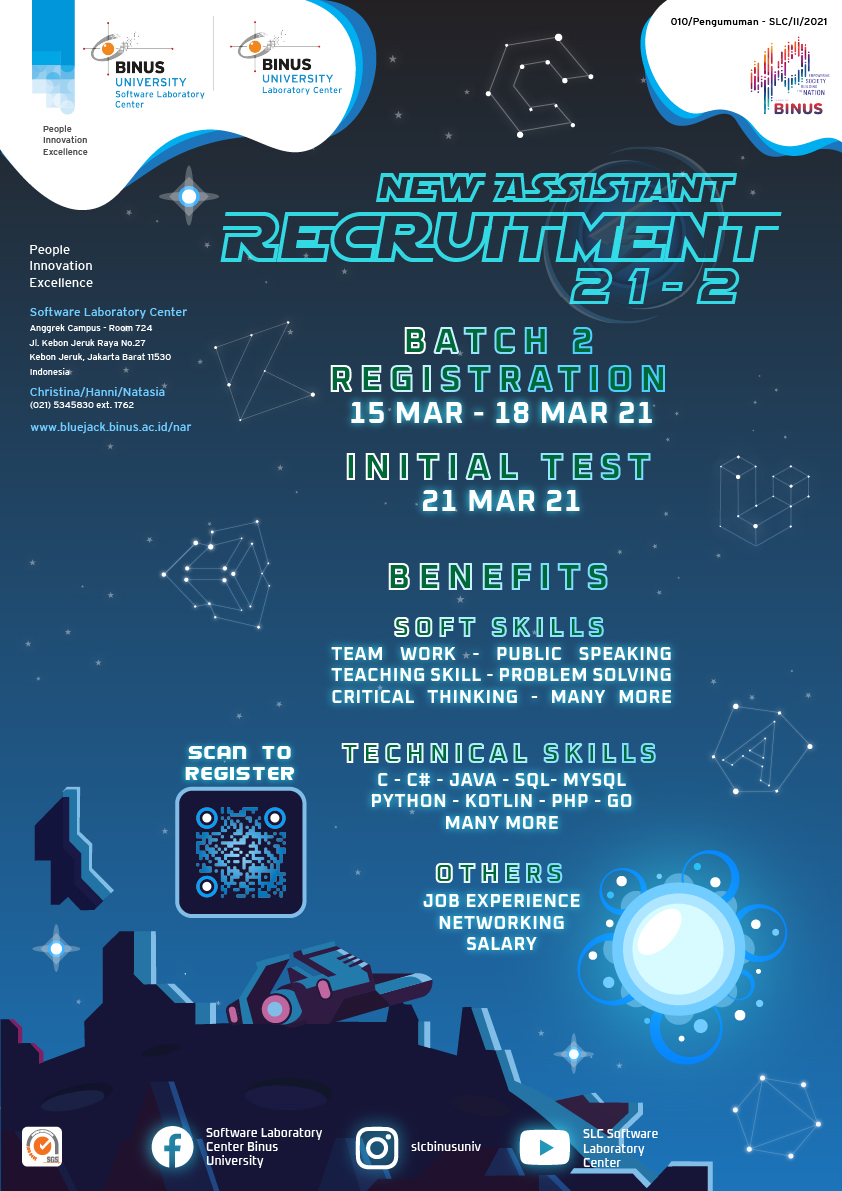 010/Pengumuman - SLC/II/2021
BINUS
UNIVERSITY
Software Laboratory
Center
BINUS
UNIVERSITY
Laboratory Center
EMPOWERING
SOCIETY
BUILDING
THE NATION
BINUS
People
Innovation
Excellence
NEW ASSISTANT
RECRUITMENT
21-2
People
Innovation
Excellence
Software Laboratory Center
Anggrek Campus - Room 724
Jl. Kebon Jeruk Raya No.27
Kebon Jeruk, Jakarta Barat 11530
Indonesia
Christina/Hanni/Natasia
(021) 5345830 ext. 1762
www.bluejack.binus.ac.id/nar
BATCH 2
REGISTRATION
15 MAR - 18 MAR 21
INITIAL TEST
21 MAR 21
BENEFITS
SOFT SKILLS
TEAM WORK - PUBLIC SPEAKING
TEACHING SKILL - PROBLEM SOLVING
CRITICAL THINKING - MANY MORE
TECHNICAL SKILLS
C - C# - JAVA - SQL- MYSQL
PYTHON - KOTLIN - PHP - GO
MANY MORE
SCAN TO
REGISTER
OTHERS
JOB EXPERIENCE
NETWORKING
SALARY
SGS
Software Laboratory
Center Binus
University
slcbinusuniv
SLC Software
Laboratory
Center